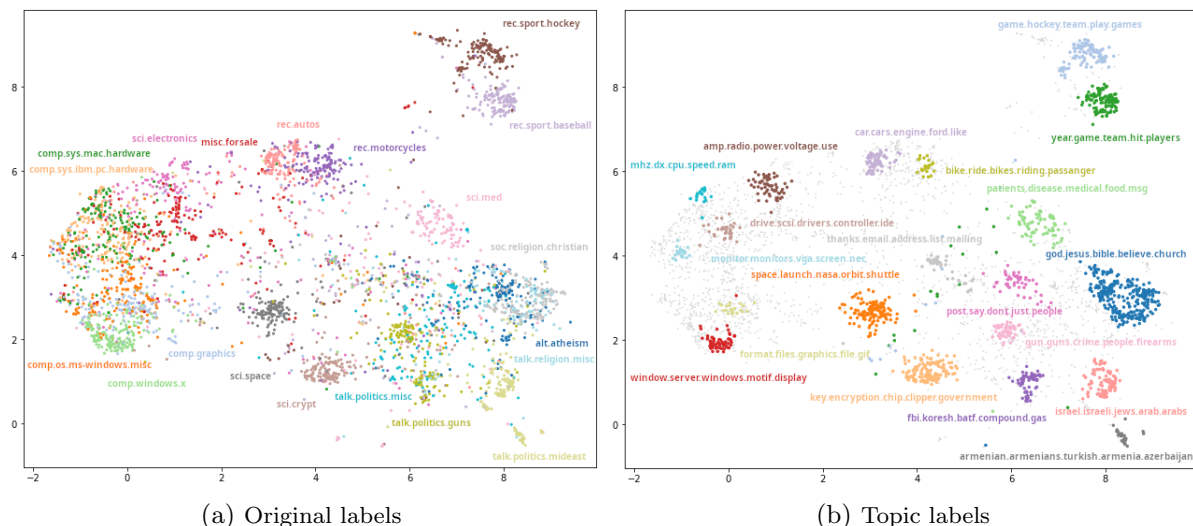 rec.sport.hockey
rec.sport.baseball
sci.electronics
misc.forsale
rec.autos
rec.motorcycles
comp.sys.mac.hardware
comp.sys.ibm.pc.hardware
sci.med
soc.religion.christian
comp.graphics
comp.os.ms-windows.misc
comp.windows.x
sci.space
sci.crypt
alt.atheism
talk.religion.misc
talk.politics.misc
talk.politics.guns
talk.politics.mideast
8
6
4
2
0
−2 0 2 4 6 8
(a) Original labels
game.hockey.team.play.games
year.game.team.hit.players
car.cars.engine.ford.like
amp.radio.power.voltage.use
mhz.dx.cpu.speed.ram
bike.ride.bikes.riding.passanger
patients.disease.medical.food.msg
drive.scsi.drivers.controller.ide
thanks.email.address.list.mailing
god.jesus.bible.believe.church
monitor.monitors.vga.screen.nec
space.launch.nasa.orbit.shuttle
post.say.dont.just.people
gun.guns.crime.people.firearms
format.files.graphics.file.gif
window.server.windows.motif.display
key.encryption.chip.clipper.government
fbi.koresh.batf.compound.gas
israel.israeli.jews.arab.arabs
armenian.armenians.turkish.armenia.azerbaijan
8
6
4
2
0
−2 0 2 4 6 8
(b) Topic labels